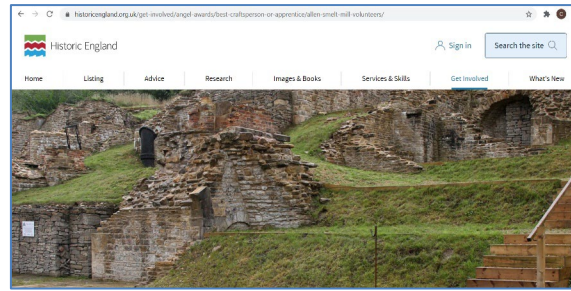 historicengland.org.uk/get-involved/angel-awards/best-craftsperson-or-apprentice/allen-smelt-mill-volunteers/
Historic England
Sign in
Search the site
Home Listing Advice Research Images & Books Services & Skills Get Involved What's New